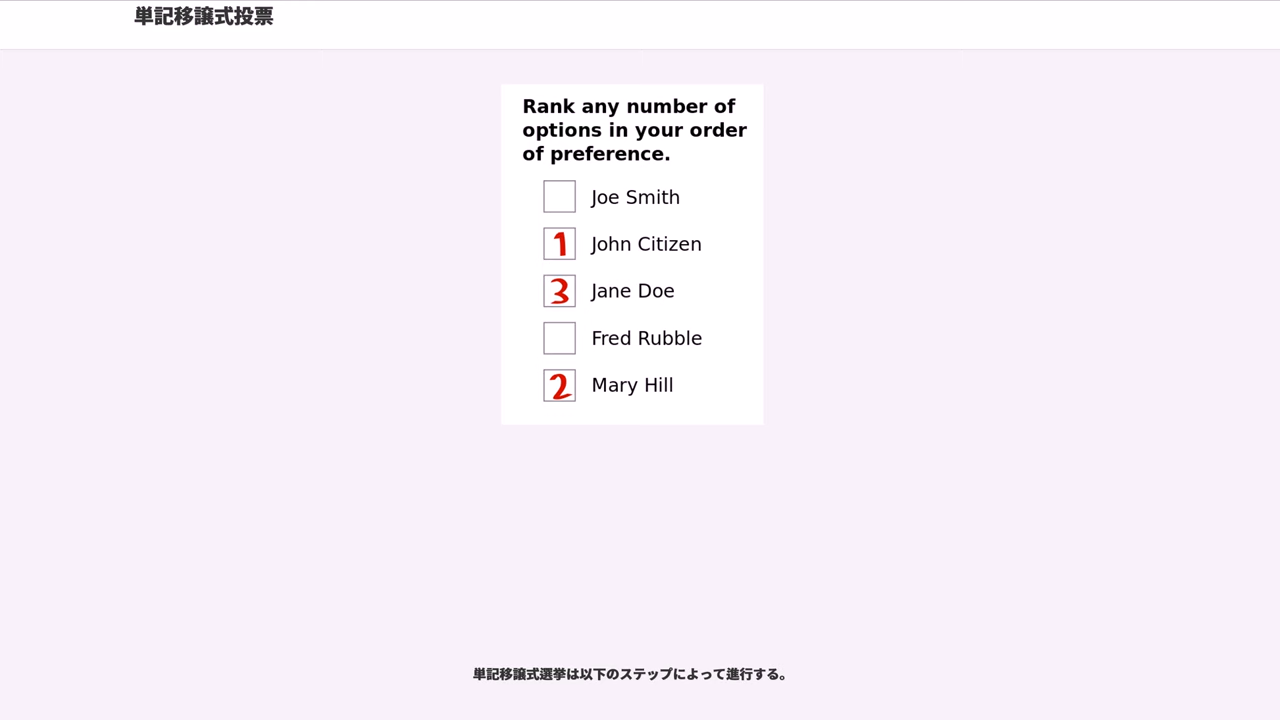 単記移譲式投票
Rank any number of
options in your order
of preference.
Joe Smith
1 John Citizen
3 Jane Doe
Fred Rubble
2 Mary Hill
単記移譲式選挙は以下のステップによって進行する。